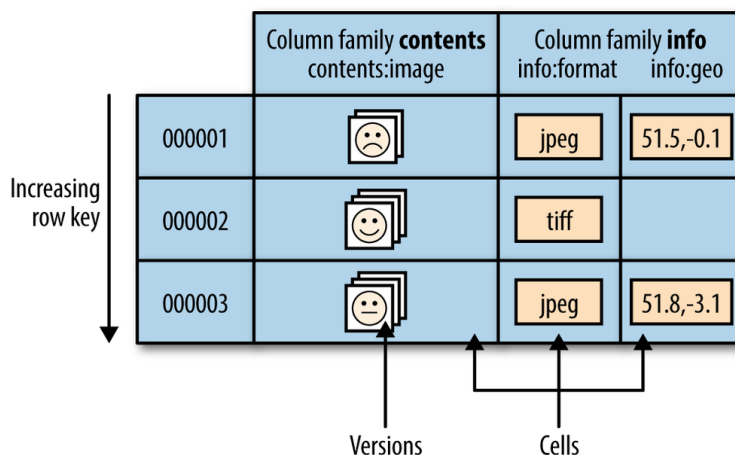 Column family contents
contents:image
Column family info
info:format info:geo
Increasing
row key
000001
jpeg
51.5,-0.1
000002
tiff
000003
jpeg
51.8,-3.1
Versions
Cells